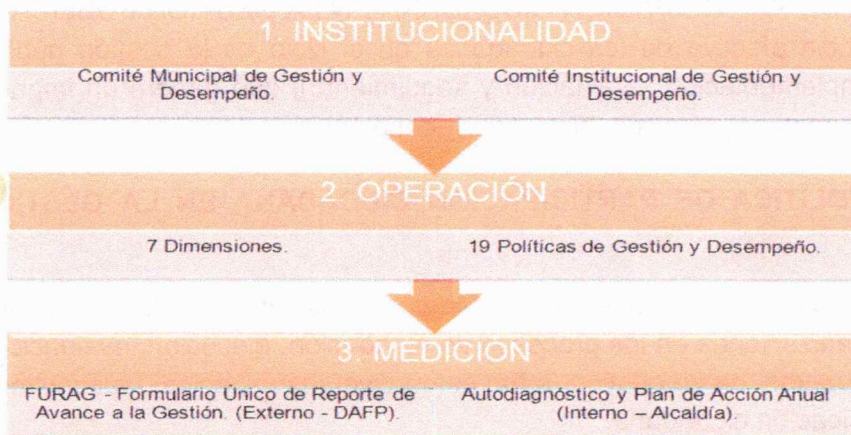 1. INSTITUCIONALIDAD
Comité Municipal de Gestión y
Desempeño.
Comité Institucional de Gestión y
Desempeño.
2. OPERACIÓN
7 Dimensiones.
19 Políticas de Gestión y Desempeño.
3. MEDICIÓN
FURAG - Formulario Único de Reporte de
Avance a la Gestión. (Externo - DAFP).
Autodiagnóstico y Plan de Acción Anual
(Interno – Alcaldía).